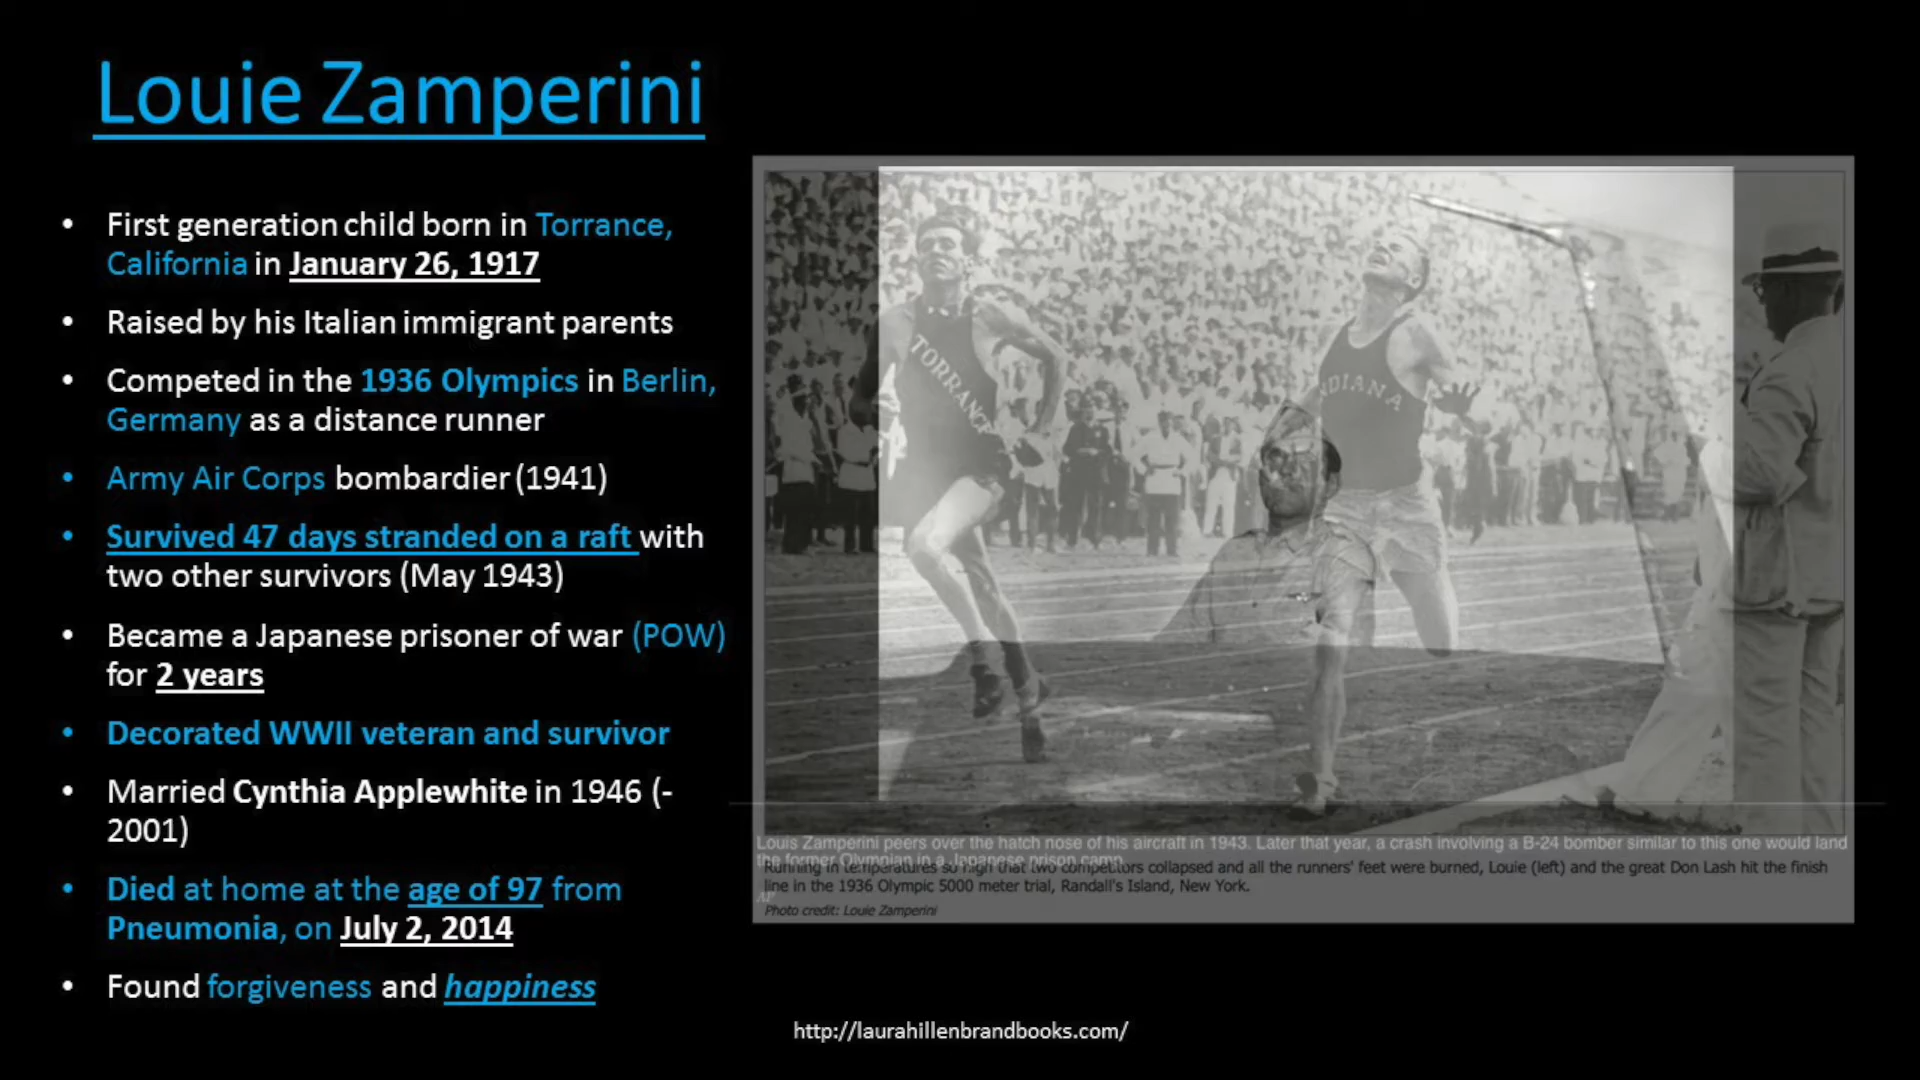 Louie Zamperini
• First generation child born in Torrance,
California in January 26, 1917
• Raised by his Italian immigrant parents
• Competed in the 1936 Olympics in Berlin,
Germany as a distance runner
• Army Air Corps bombardier (1941)
• Survived 47 days stranded on a raft with
two other survivors (May 1943)
• Became a Japanese prisoner of war (POW)
for 2 years
• Decorated WWII veteran and survivor
• Married Cynthia Applewhite in 1946 (-
2001)
• Died at home at the age of 97 from
Pneumonia, on July 2, 2014
• Found forgiveness and happiness
TORRANCE
INDIANA
Louis Zamperini peers over the hatch nose of his aircraft in 1943. Later that year, a crash involving a B-24 bomber similar to this one would land
the former Olympian in a Japanese prison camp.
Running in temperatures so high that two competitors collapsed and all the runners' feet were burned, Louie (left) and the great Don Lash hit the finish
line in the 1936 Olympic 5000 meter trial, Randall's Island, New York.
AP
Photo credit: Louie Zamperini
http://laurahillenbrandbooks.com/